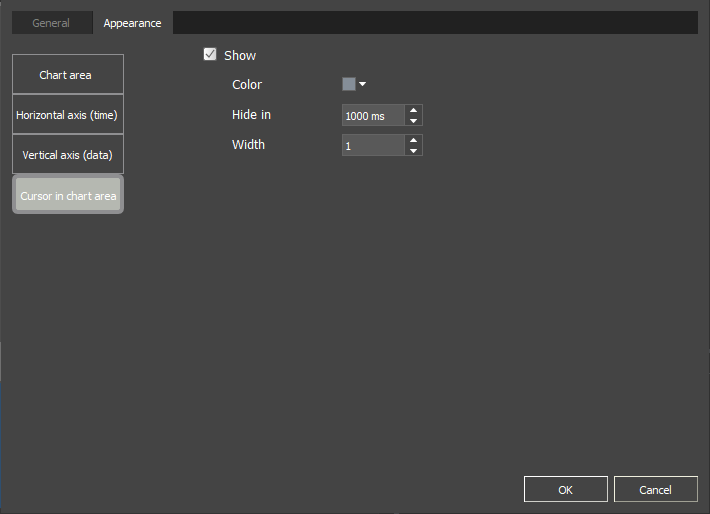 General
Appearance
Chart area
Horizontal axis (time)
Vertical axis (data)
Cursor in chart area
Show
Color
Hide in
1000 ms
Width
1
OK
Cancel